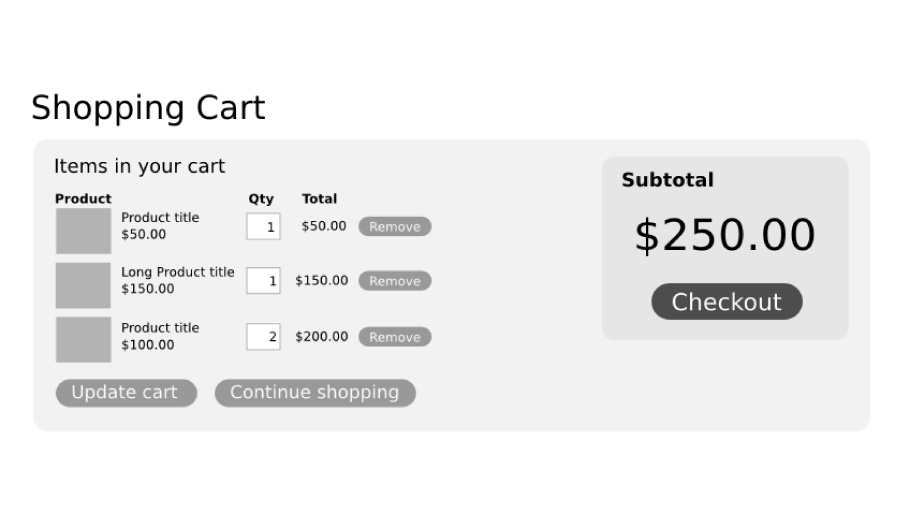 Shopping Cart
Items in your cart
Product Qty Total
Product title
$50.00 1 $50.00 Remove
Long Product title
$150.00 1 $150.00 Remove
Product title
$100.00 2 $200.00 Remove
Update cart Continue shopping
Subtotal
$250.00
Checkout